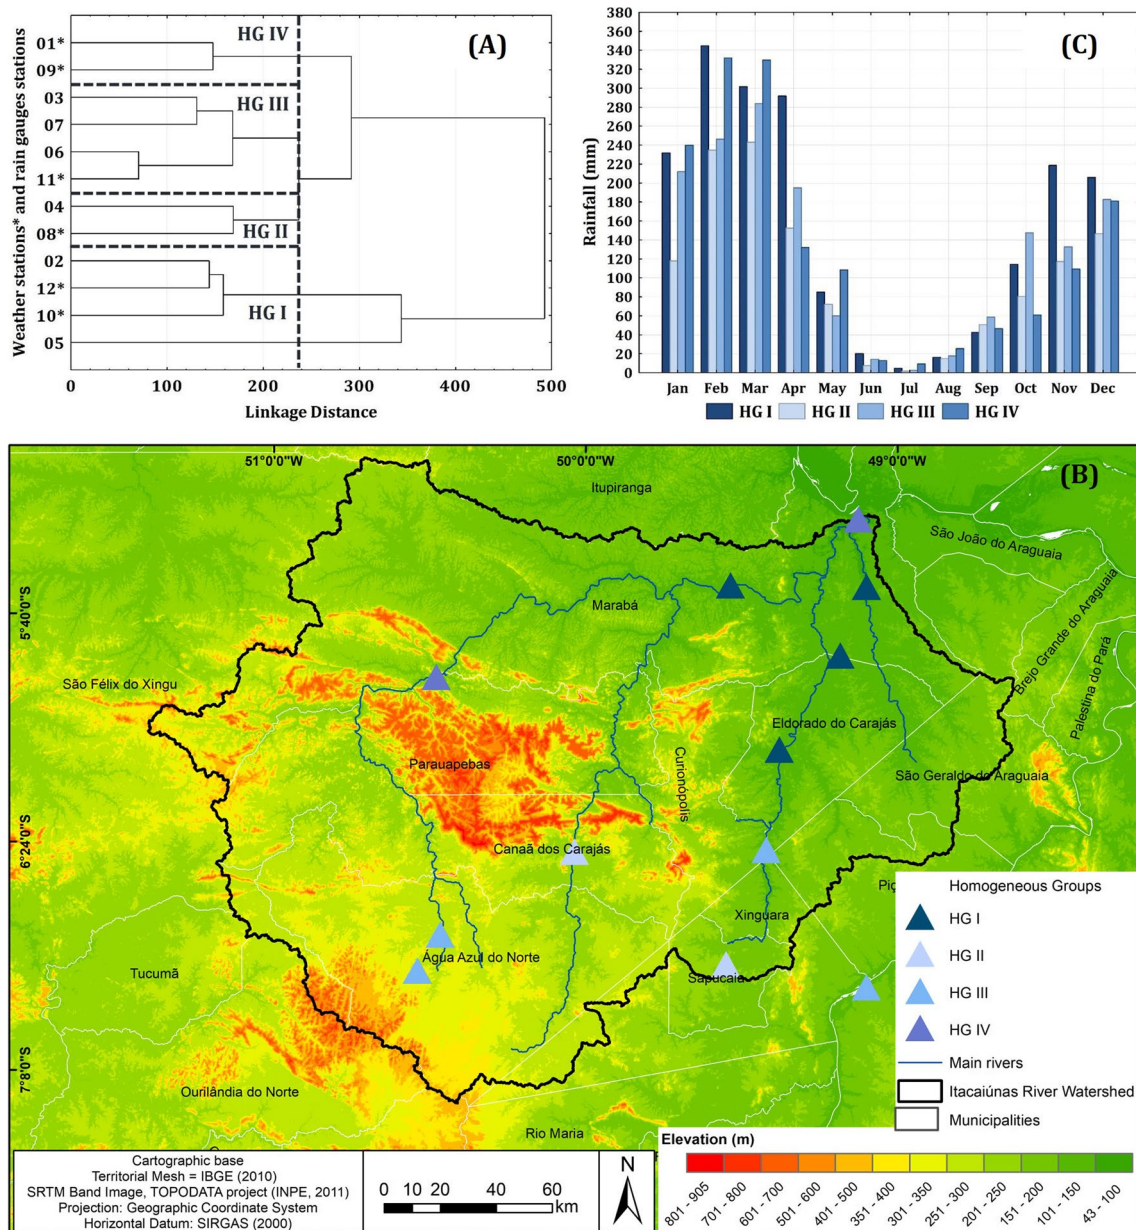 (A)
HG IV
HG III
HG II
HG I
Weather stations* and rain gauges stations
01*
09*
03
07
06
11*
04
08*
02
12*
10*
05
0 100 200 300 400 500
Linkage Distance
(C)
Rainfall (mm)
380
360
340
320
300
280
260
240
220
200
180
160
140
120
100
80
60
40
20
0
Jan Feb Mar Apr May Jun Jul Aug Sep Oct Nov Dec
HG I HG II HG III HG IV
51°0'0"W 50°0'0"W 49°0'0"W
(B)
5°40'0"S
6°24'0"S
7°8'0"S
Itupiranga
São João do Araguaia
Marabá
Brejo Grande do Araguaia
Palestina do Pará
São Félix do Xingu
Eldorado do Carajás
Parauapebas
Curionópolis
São Geraldo do Araguaia
Canaã dos Carajás
Xinguara
Água Azul do Norte
Tucumã
Sapucaia
Ourilândia do Norte
Rio Maria
Homogeneous Groups
HG I
HG II
HG III
HG IV
Main rivers
Itacaiúnas River Watershed
Municipalities
Elevation (m)
801 - 905
701 - 800
601 - 700
501 - 600
401 - 500
351 - 400
301 - 350
251 - 300
201 - 250
151 - 200
101 - 150
43 - 100
Cartographic base
Territorial Mesh = IBGE (2010)
SRTM Band Image, TOPODATA project (INPE, 2011)
Projection: Geographic Coordinate System
Horizontal Datum: SIRGAS (2000)
0 10 20 40 60
km
N